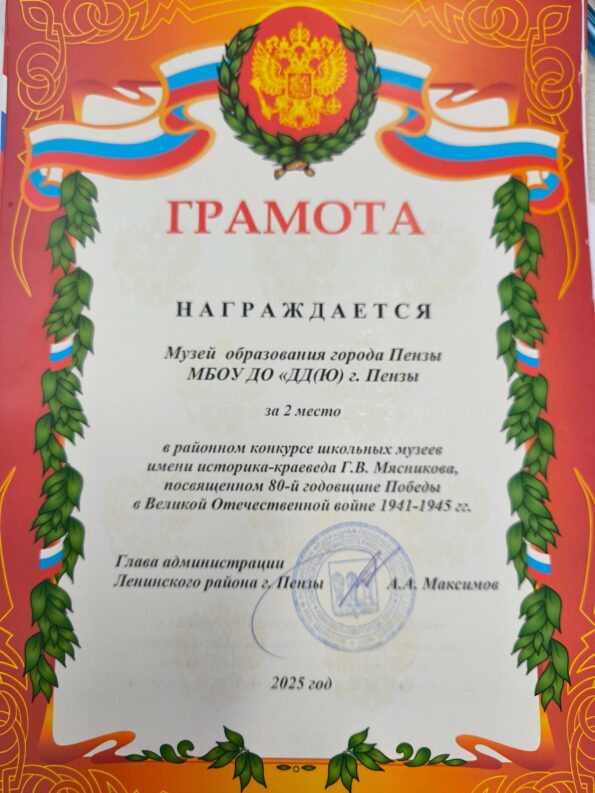 ГРАМОТА
НАГРАЖДАЕТСЯ
Музей образования города Пензы
МБОУ ДО «ДД(Ю) г. Пензы
за 2 место
в районном конкурсе школьных музеев
имени историка-краеведа Г.В. Мясникова,
посвященном 80-й годовщине Победы
в Великой Отечественной войне 1941-1945 гг.
Глава администрации
Ленинского района г. Пензы А.А. Максимов
2025 год